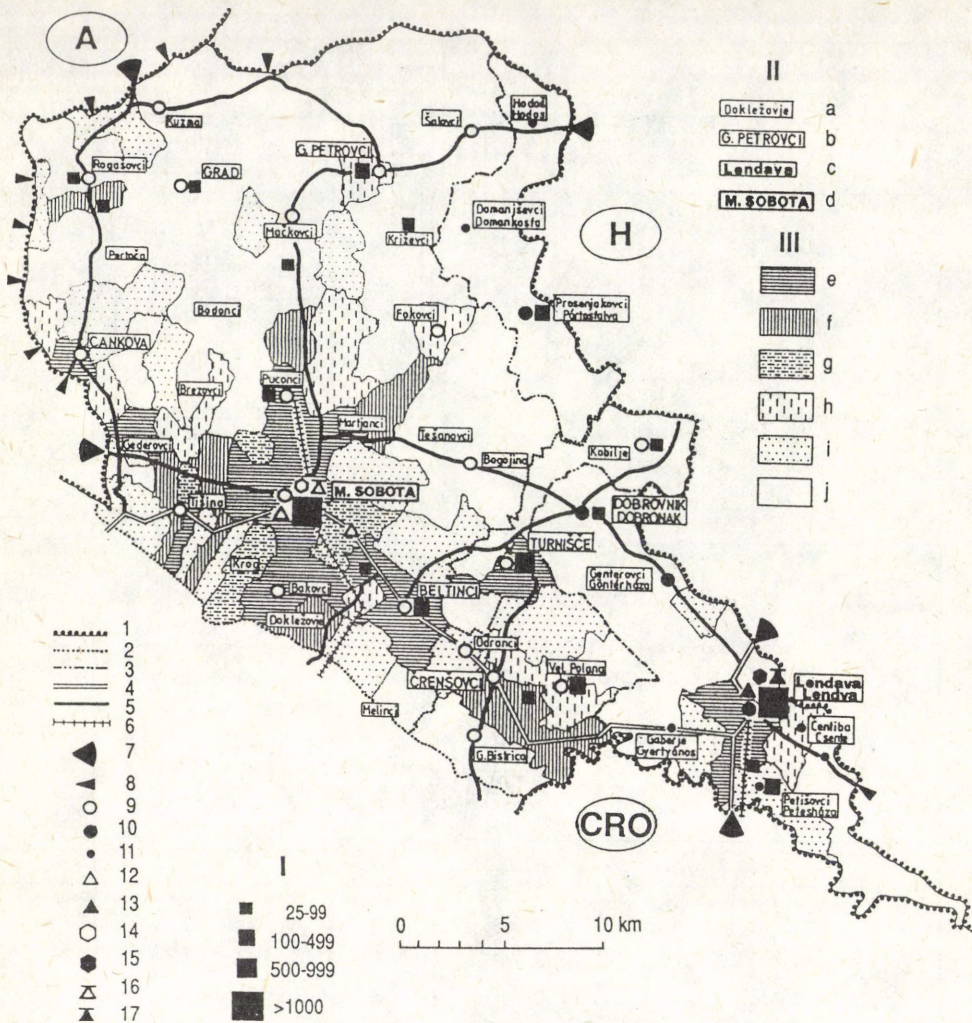 A
H
CRO
Kuzma
Hodoš
Hodos
Šalovci
G. PETROVCI
Rogašovci
GRAD
Mačkovci
Križevci
Domanjševci
Pertoča
Bodonci
Fokovci
Prosenjakovci
Pártosfalva
CANKOVA
Brezovci
Puconci
Martjanci
Tešanovci
Bogojina
Kobilje
Gederovci
M. SOBOTA
Tišina
DOBROVNIK
DOBRONAK
TURNIŠČE
Krog
Bakovci
Genterovci
Göntérháza
BELTINCI
Dokležovje
Odranci
ČRENŠOVCI
Vel. Polana
Lendava
Lendva
Melinci
G. Bistrica
Gaberje
Gyertyános
Čentiba
Csente
Petišovci
Petesháza
II
Dokležovje a
G. PETROVCI b
Lendava c
M. SOBOTA d
III
e
f
g
h
i
j
1
2
3
4
5
6
7
8
9
10
11
12
13
14
15
16
17
I
25-99
100-499
500-999
>1000
0 5 10 km